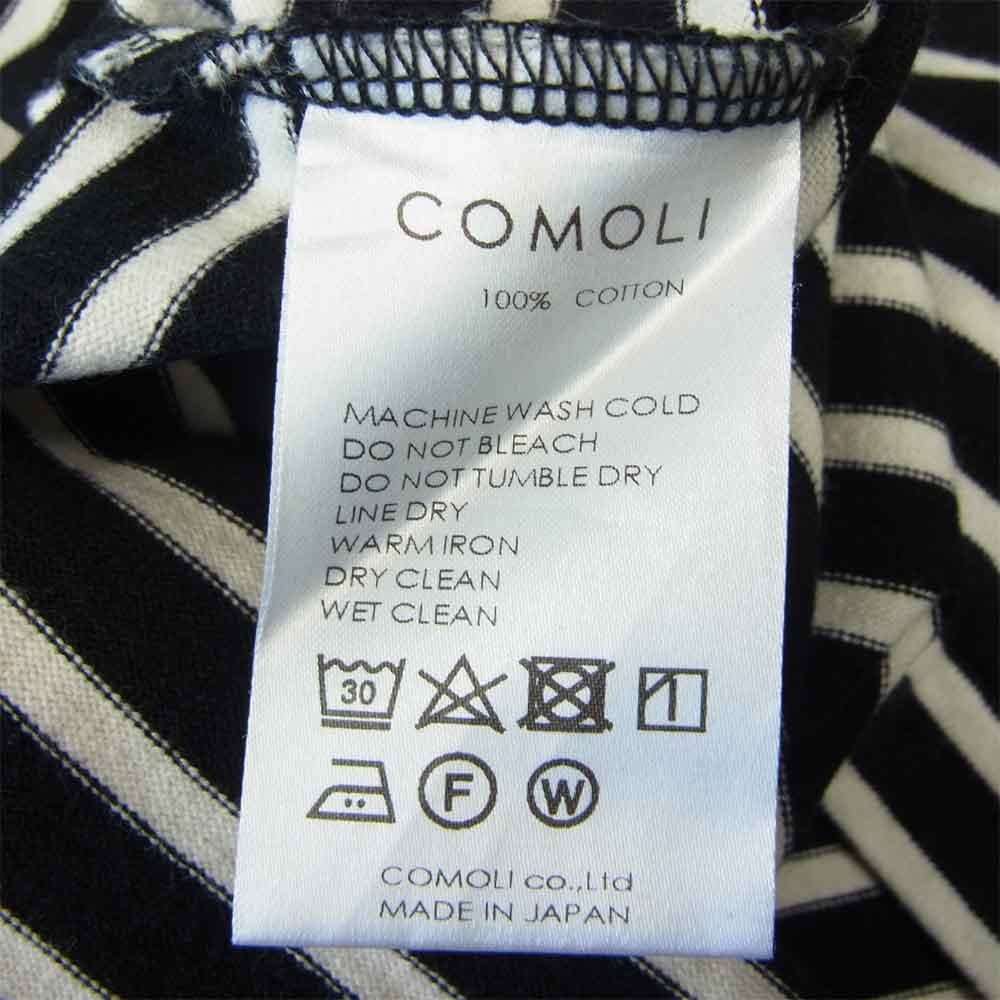 COMOLI
100% COTTON
MACHINE WASH COLD
DO NOT BLEACH
DO NOT TUMBLE DRY
LINE DRY
WARM IRON
DRY CLEAN
WET CLEAN
30
F W
COMOLI co.,Ltd
MADE IN JAPAN